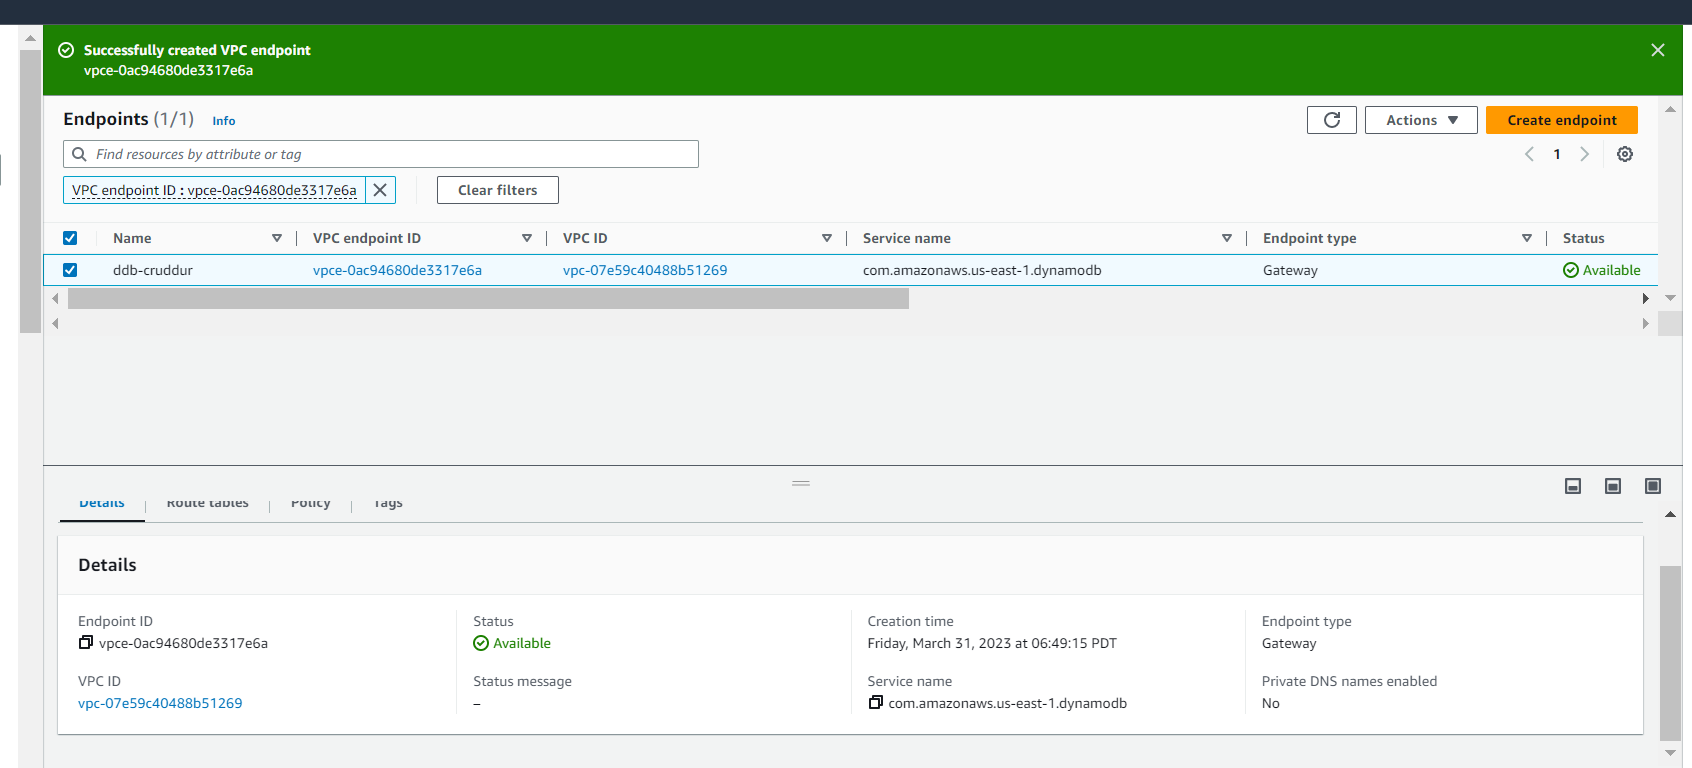 Successfully created VPC endpoint
vpce-0ac94680de3317e6a
Endpoints (1/1) Info
Actions
Create endpoint
Find resources by attribute or tag
1
VPC endpoint ID : vpce-0ac94680de3317e6a
Clear filters
Name VPC endpoint ID VPC ID Service name Endpoint type Status
ddb-cruddur vpce-0ac94680de3317e6a vpc-07e59c40488b51269 com.amazonaws.us-east-1.dynamodb Gateway Available
Details Route tables Policy Tags
Details
Endpoint ID Status Creation time Endpoint type
vpce-0ac94680de3317e6a Available Friday, March 31, 2023 at 06:49:15 PDT Gateway
VPC ID Status message Service name Private DNS names enabled
vpc-07e59c40488b51269 – com.amazonaws.us-east-1.dynamodb No